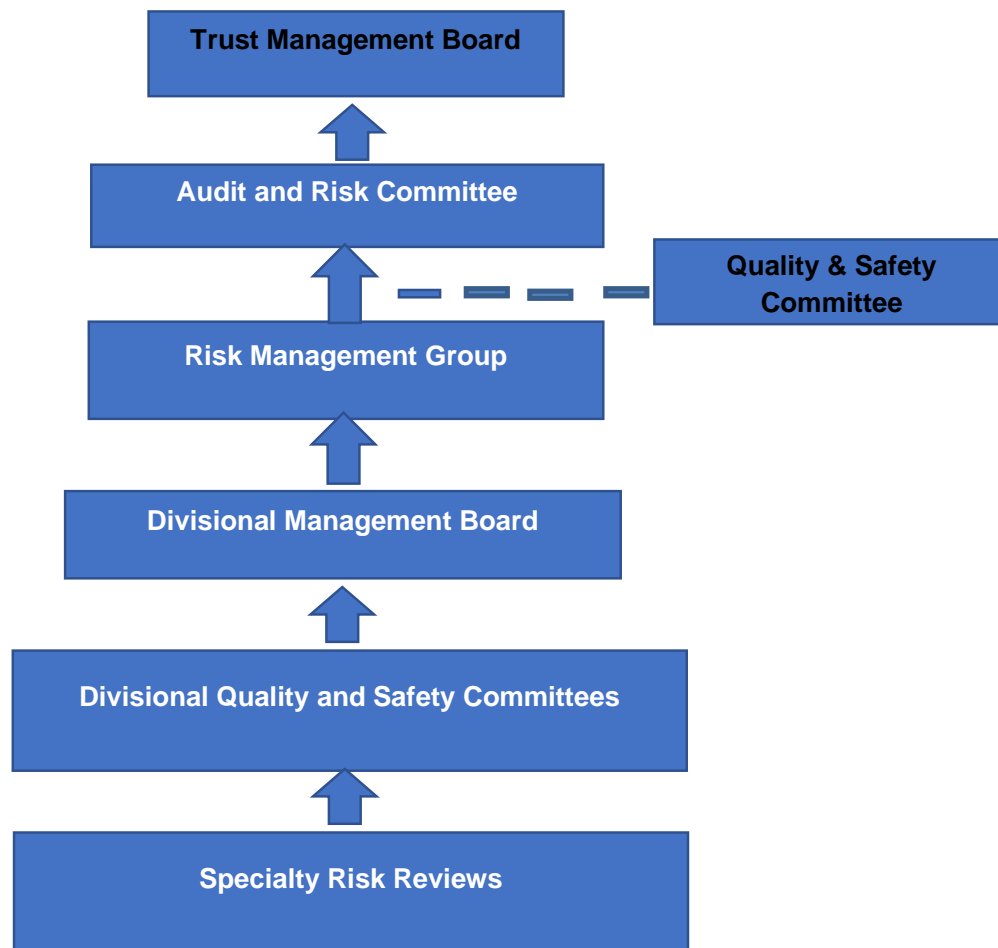 Trust Management Board
Audit and Risk Committee
Quality & Safety
Committee
Risk Management Group
Divisional Management Board
Divisional Quality and Safety Committees
Specialty Risk Reviews